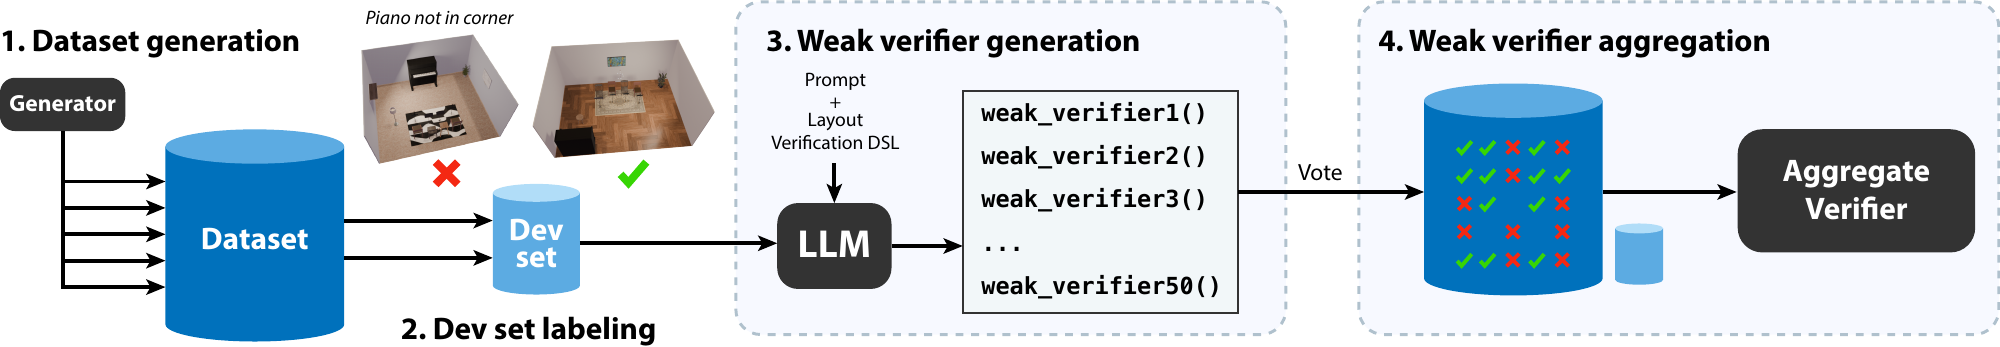 1. Dataset generation
Generator
Dataset
Piano not in corner
Dev
set
2. Dev set labeling
3. Weak verifier generation
Prompt
+
Layout
Verification DSL
LLM
weak_verifier1()
weak_verifier2()
weak_verifier3()
...
weak_verifier50()
Vote
4. Weak verifier aggregation
Aggregate
Verifier